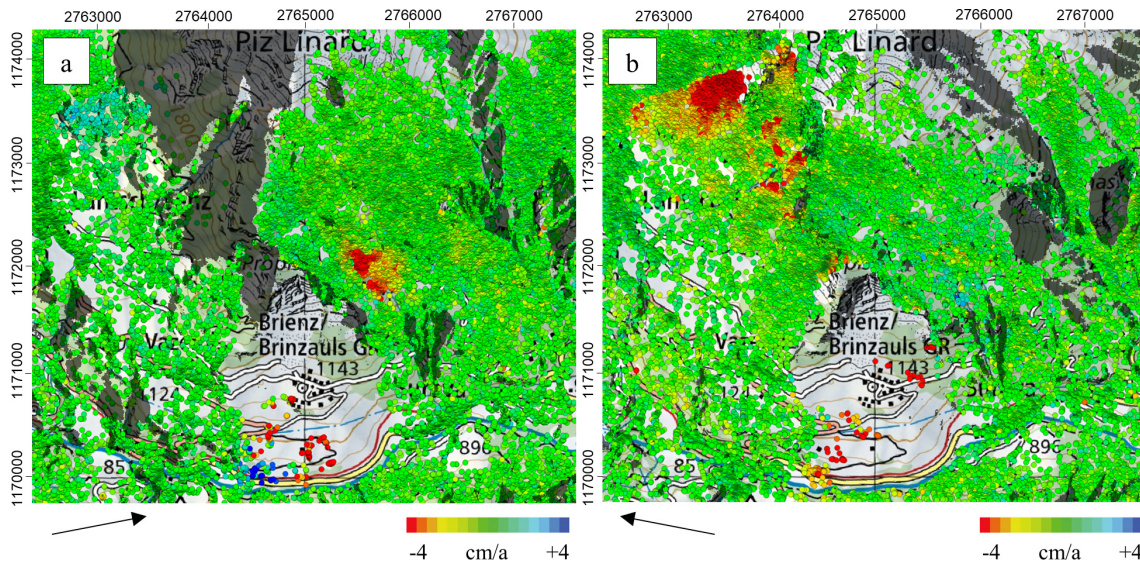 2763000 2764000 2765000 2766000 2767000
2763000 2764000 2765000 2766000 2767000
1174000
1173000
1172000
1171000
1170000
a
Piz Linard
Brienz/
Brinzauls G
1143
85
896
-4 cm/a +4
1174000
1173000
1172000
1171000
1170000
b
Piz Linard
Brienz/
Brinzauls GR
1143
85
896
-4 cm/a +4